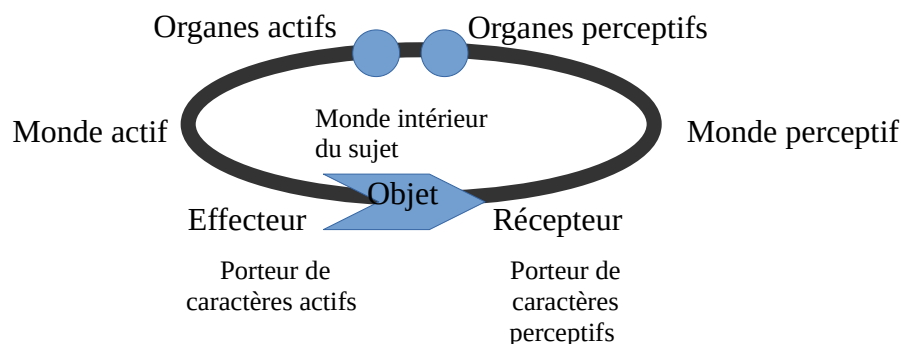 Organes actifs
Organes perceptifs
Monde actif
Monde intérieur
du sujet
Monde perceptif
Objet
Effecteur
Récepteur
Porteur de
caractères actifs
Porteur de
caractères
perceptifs